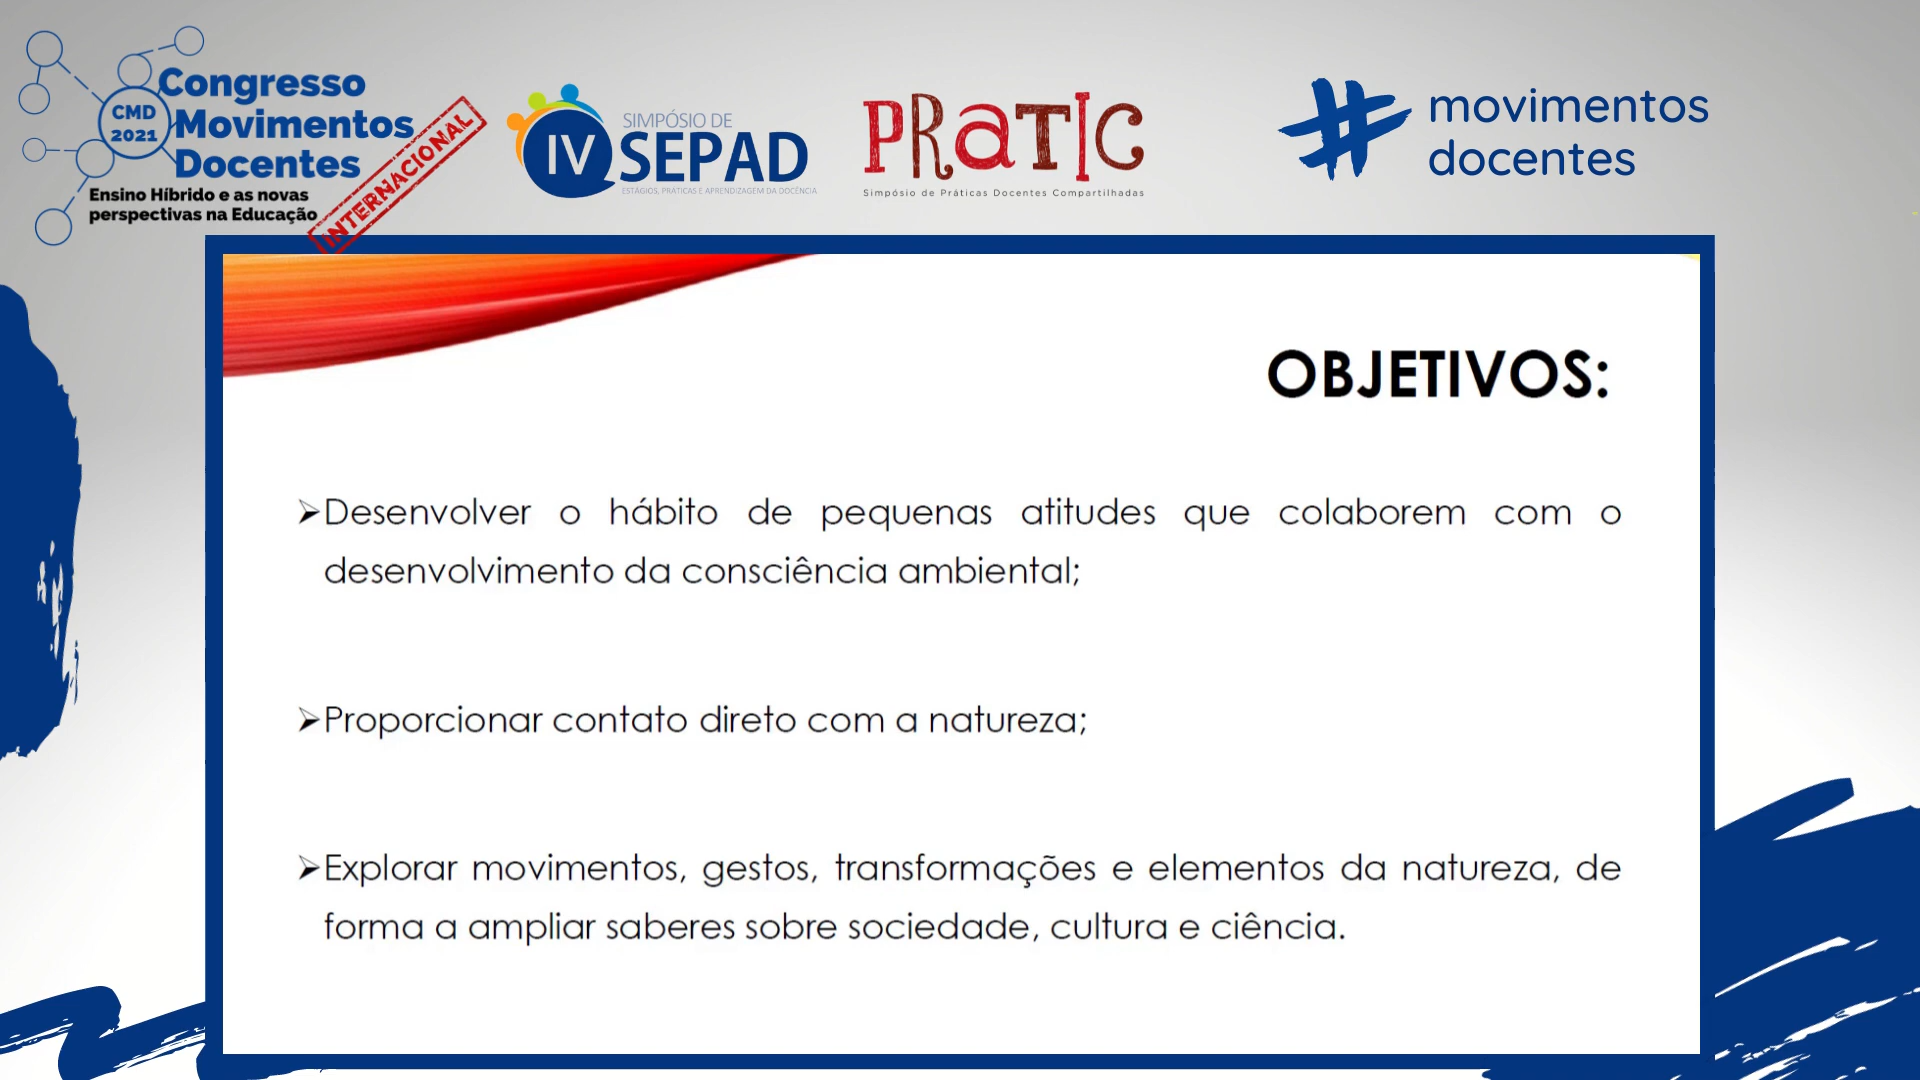 Congresso
CMD
2021
Movimentos
Docentes
Ensino Híbrido e as novas
perspectivas na Educação
INTERNACIONAL
SIMPÓSIO DE
IV SEPAD
ESTÁGIOS, PRÁTICAS E APRENDIZAGEM DA DOCÊNCIA
PRATIC
Simpósio de Práticas Docentes Compartilhadas
# movimentos
docentes
OBJETIVOS:
➢Desenvolver o hábito de pequenas atitudes que colaborem com o
desenvolvimento da consciência ambiental;
➢Proporcionar contato direto com a natureza;
➢Explorar movimentos, gestos, transformações e elementos da natureza, de
forma a ampliar saberes sobre sociedade, cultura e ciência.